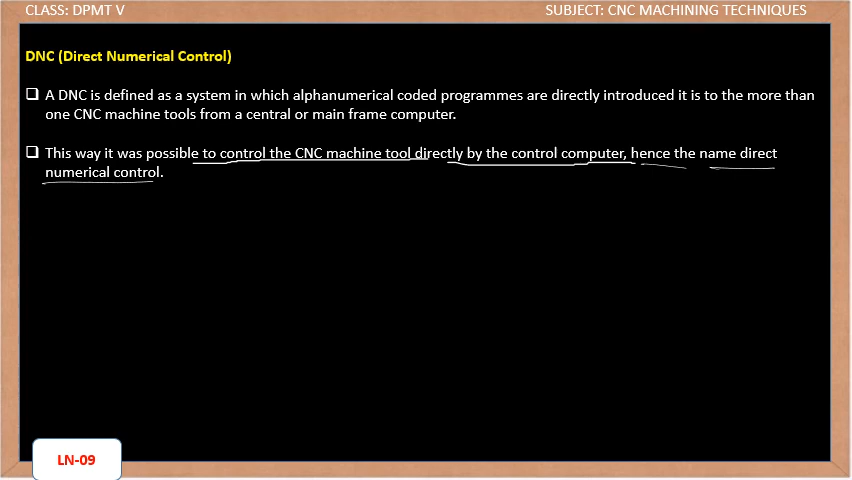 CLASS: DPMT V
SUBJECT: CNC MACHINING TECHNIQUES
DNC (Direct Numerical Control)
❑ A DNC is defined as a system in which alphanumerical coded programmes are directly introduced it is to the more than
one CNC machine tools from a central or main frame computer.
❑ This way it was possible to control the CNC machine tool directly by the control computer, hence the name direct
numerical control.
LN-09